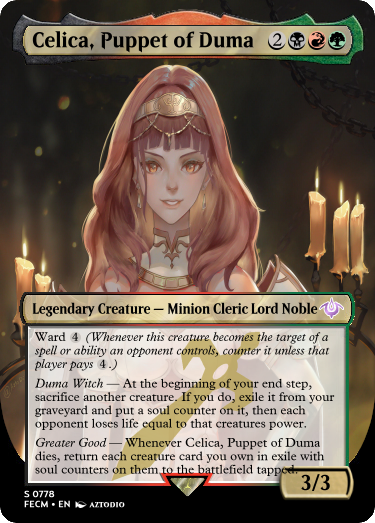 Celica, Puppet of Duma 2
Legendary Creature — Minion Cleric Lord Noble
Ward 4 (Whenever this creature becomes the target of a
spell or ability an opponent controls, counter it unless that
player pays 4.)
Duma Witch — At the beginning of your end step,
sacrifice another creature. If you do, exile it from your
graveyard and put a soul counter on it, then each
opponent loses life equal to that creatures power.
Greater Good — Whenever Celica, Puppet of Duma
dies, return each creature card you own in exile with
soul counters on them to the battlefield tapped.
3/3
S 0778
FECM • EN AZTODIO